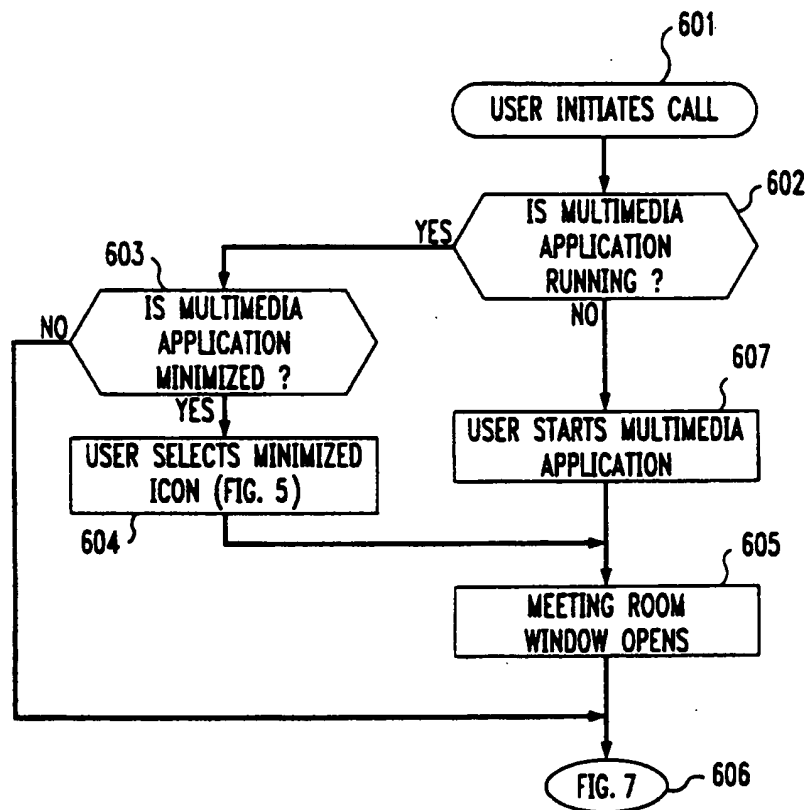 601
USER INITIATES CALL
602
IS MULTIMEDIA
APPLICATION
RUNNING ?
YES
NO
603
IS MULTIMEDIA
APPLICATION
MINIMIZED ?
NO
YES
607
USER STARTS MULTIMEDIA
APPLICATION
USER SELECTS MINIMIZED
ICON (FIG. 5)
604
605
MEETING ROOM
WINDOW OPENS
FIG. 7
606